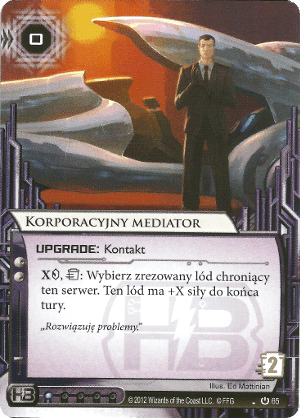 0
KORPORACYJNY MEDIATOR
UPGRADE: Kontakt
X, : Wybierz zrezowany lód chroniący
ten serwer. Ten lód ma +X siły do końca
tury.
„Rozwiązuję problemy.”
2
Illus. Ed Mattinian
HB
© 2012 Wizards of the Coast LLC. © FFG
65